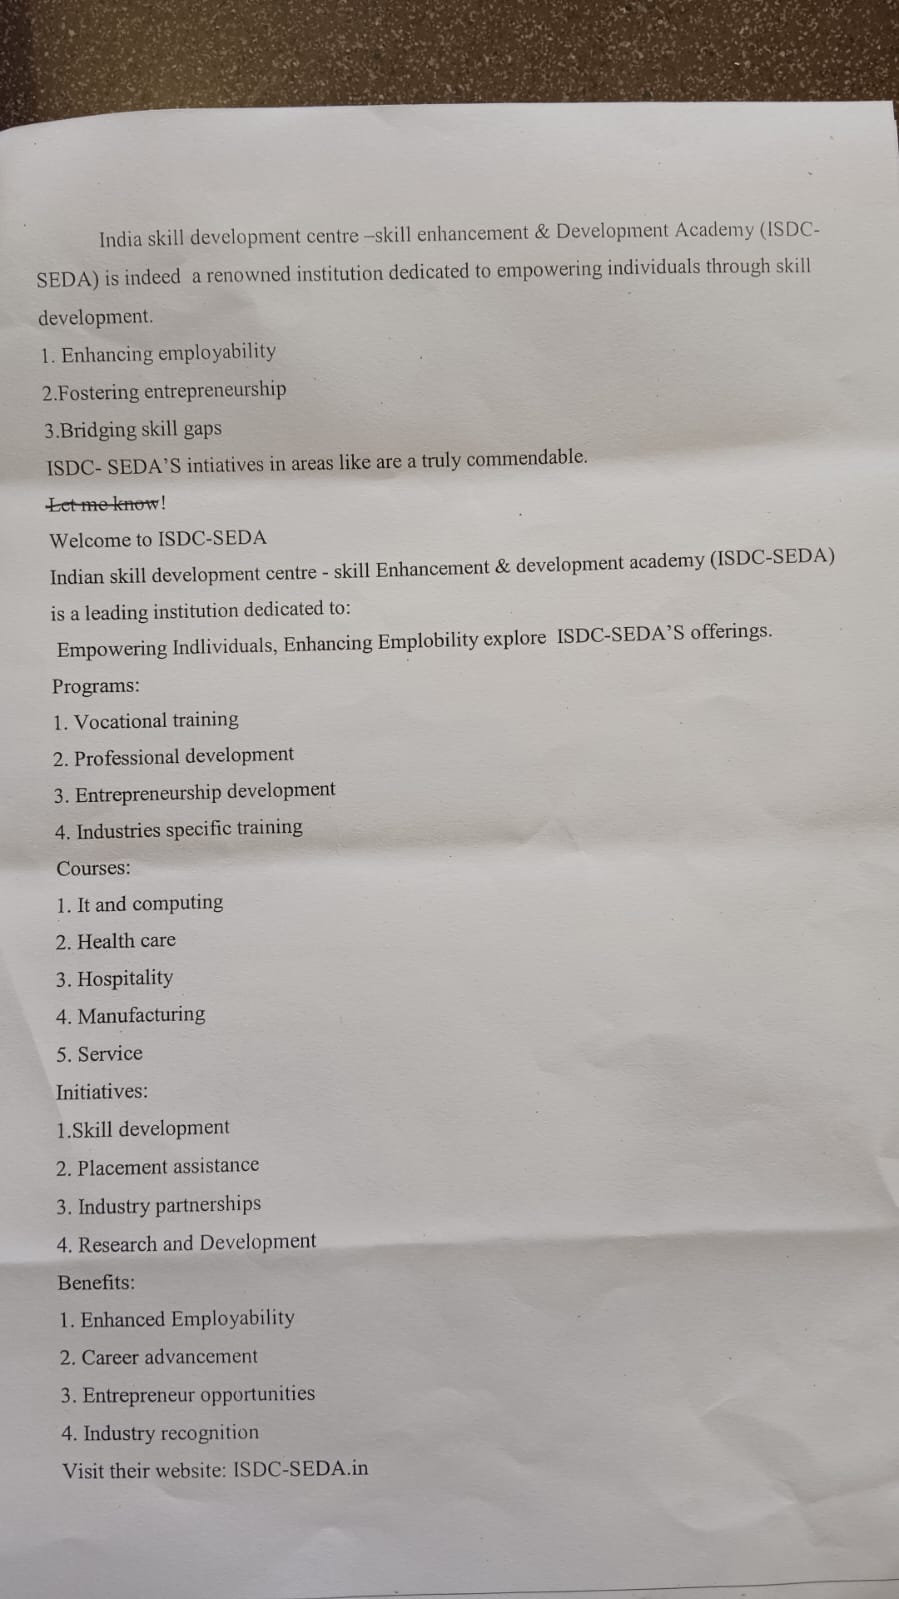 India skill development centre –skill enhancement & Development Academy (ISDC-
SEDA) is indeed a renowned institution dedicated to empowering individuals through skill
development.
1. Enhancing employability
2.Fostering entrepreneurship
3.Bridging skill gaps
ISDC- SEDA’S intiatives in areas like are a truly commendable.
Let me know!
Welcome to ISDC-SEDA
Indian skill development centre - skill Enhancement & development academy (ISDC-SEDA)
is a leading institution dedicated to:
Empowering Indlividuals, Enhancing Emplobility explore ISDC-SEDA’S offerings.
Programs:
1. Vocational training
2. Professional development
3. Entrepreneurship development
4. Industries specific training
Courses:
1. It and computing
2. Health care
3. Hospitality
4. Manufacturing
5. Service
Initiatives:
1.Skill development
2. Placement assistance
3. Industry partnerships
4. Research and Development
Benefits:
1. Enhanced Employability
2. Career advancement
3. Entrepreneur opportunities
4. Industry recognition
Visit their website: ISDC-SEDA.in